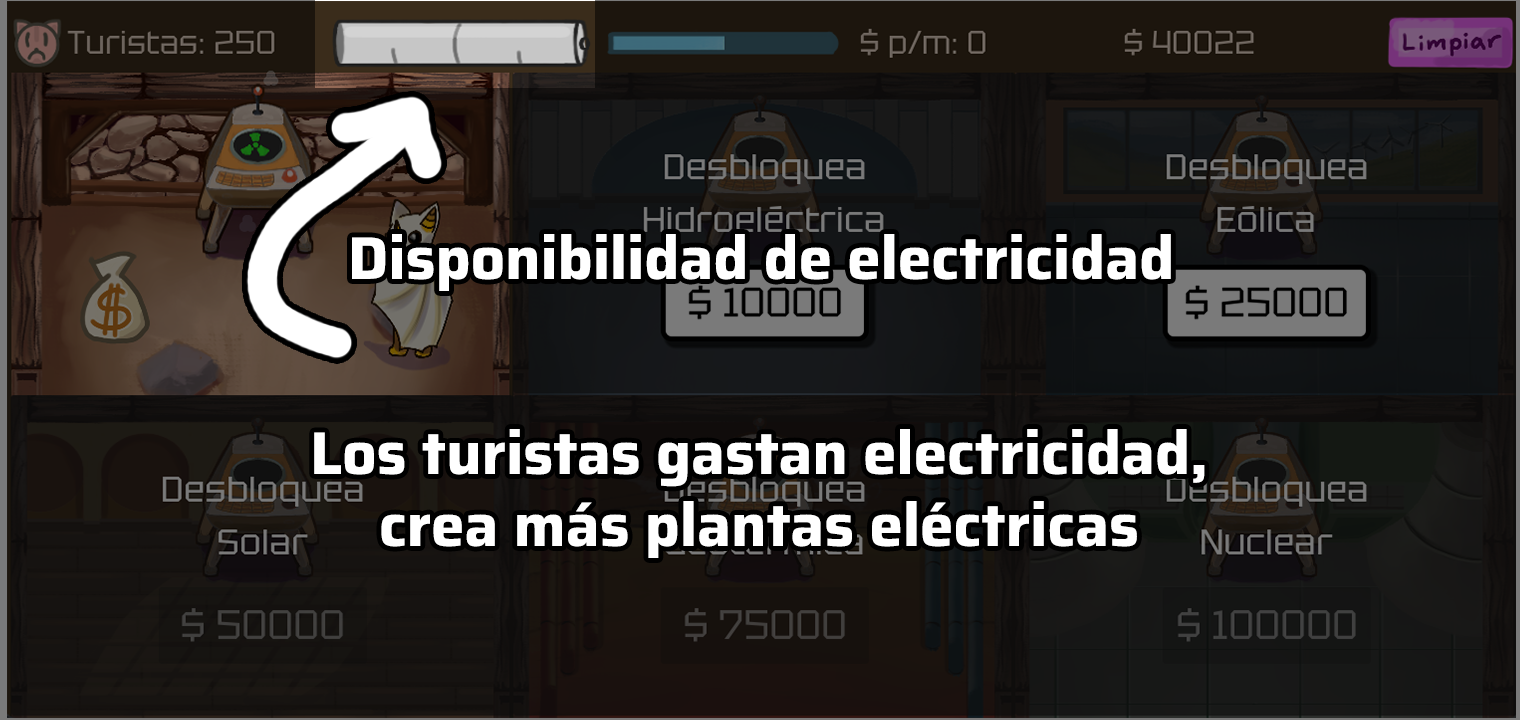 Turistas: 250
$ p/m: 0
$ 40022
Limpiar
Desbloquea
Hidroeléctrica
$ 10000
Desbloquea
Eólica
$ 25000
Disponibilidad de electricidad
Los turistas gastan electricidad,
crea más plantas eléctricas
Desbloquea
Solar
$ 50000
Desbloquea
$ 75000
Desbloquea
Nuclear
$ 100000